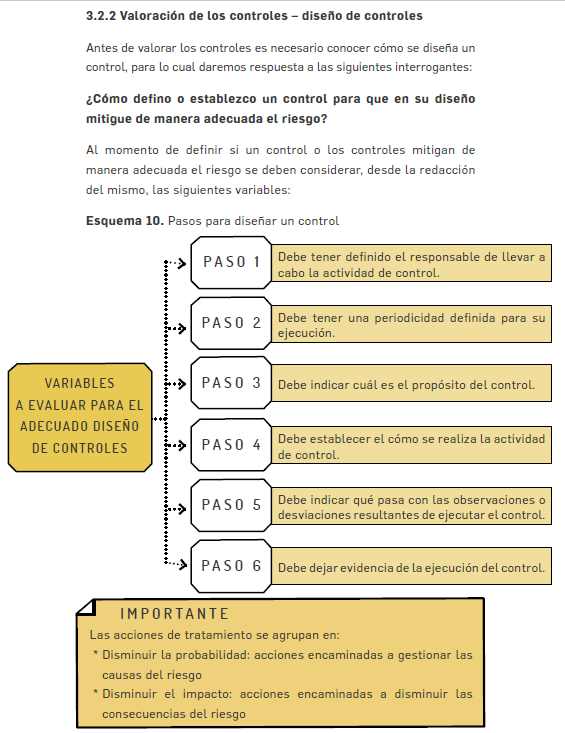 3.2.2 Valoración de los controles – diseño de controles
Antes de valorar los controles es necesario conocer cómo se diseña un
control, para lo cual daremos respuesta a las siguientes interrogantes:
¿Cómo defino o establezco un control para que en su diseño
mitigue de manera adecuada el riesgo?
Al momento de definir si un control o los controles mitigan de
manera adecuada el riesgo se deben considerar, desde la redacción
del mismo, las siguientes variables:
Esquema 10. Pasos para diseñar un control
VARIABLES
A EVALUAR PARA EL
ADECUADO DISEÑO
DE CONTROLES
PASO 1
Debe tener definido el responsable de llevar a
cabo la actividad de control.
PASO 2
Debe tener una periodicidad definida para su
ejecución.
PASO 3
Debe indicar cuál es el propósito del control.
PASO 4
Debe establecer el cómo se realiza la actividad
de control.
PASO 5
Debe indicar qué pasa con las observaciones o
desviaciones resultantes de ejecutar el control.
PASO 6
Debe dejar evidencia de la ejecución del control.
IMPORTANTE
Las acciones de tratamiento se agrupan en:
* Disminuir la probabilidad: acciones encaminadas a gestionar las
causas del riesgo
* Disminuir el impacto: acciones encaminadas a disminuir las
consecuencias del riesgo